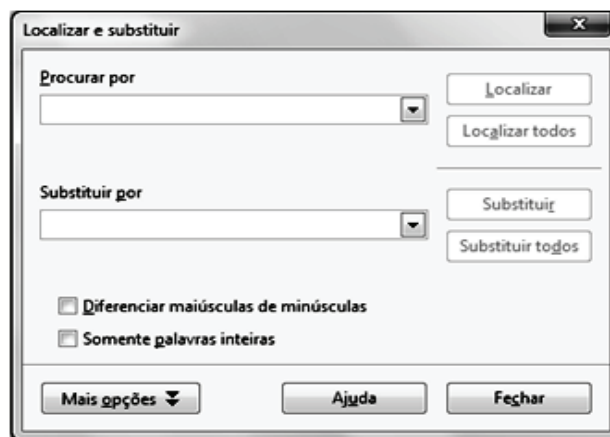 Localizar e substituir
Procurar por
Localizar
Localizar todos
Substituir por
Substituir
Substituir todos
Diferenciar maiúsculas de minúsculas
Somente palavras inteiras
Mais opções
Ajuda
Fechar